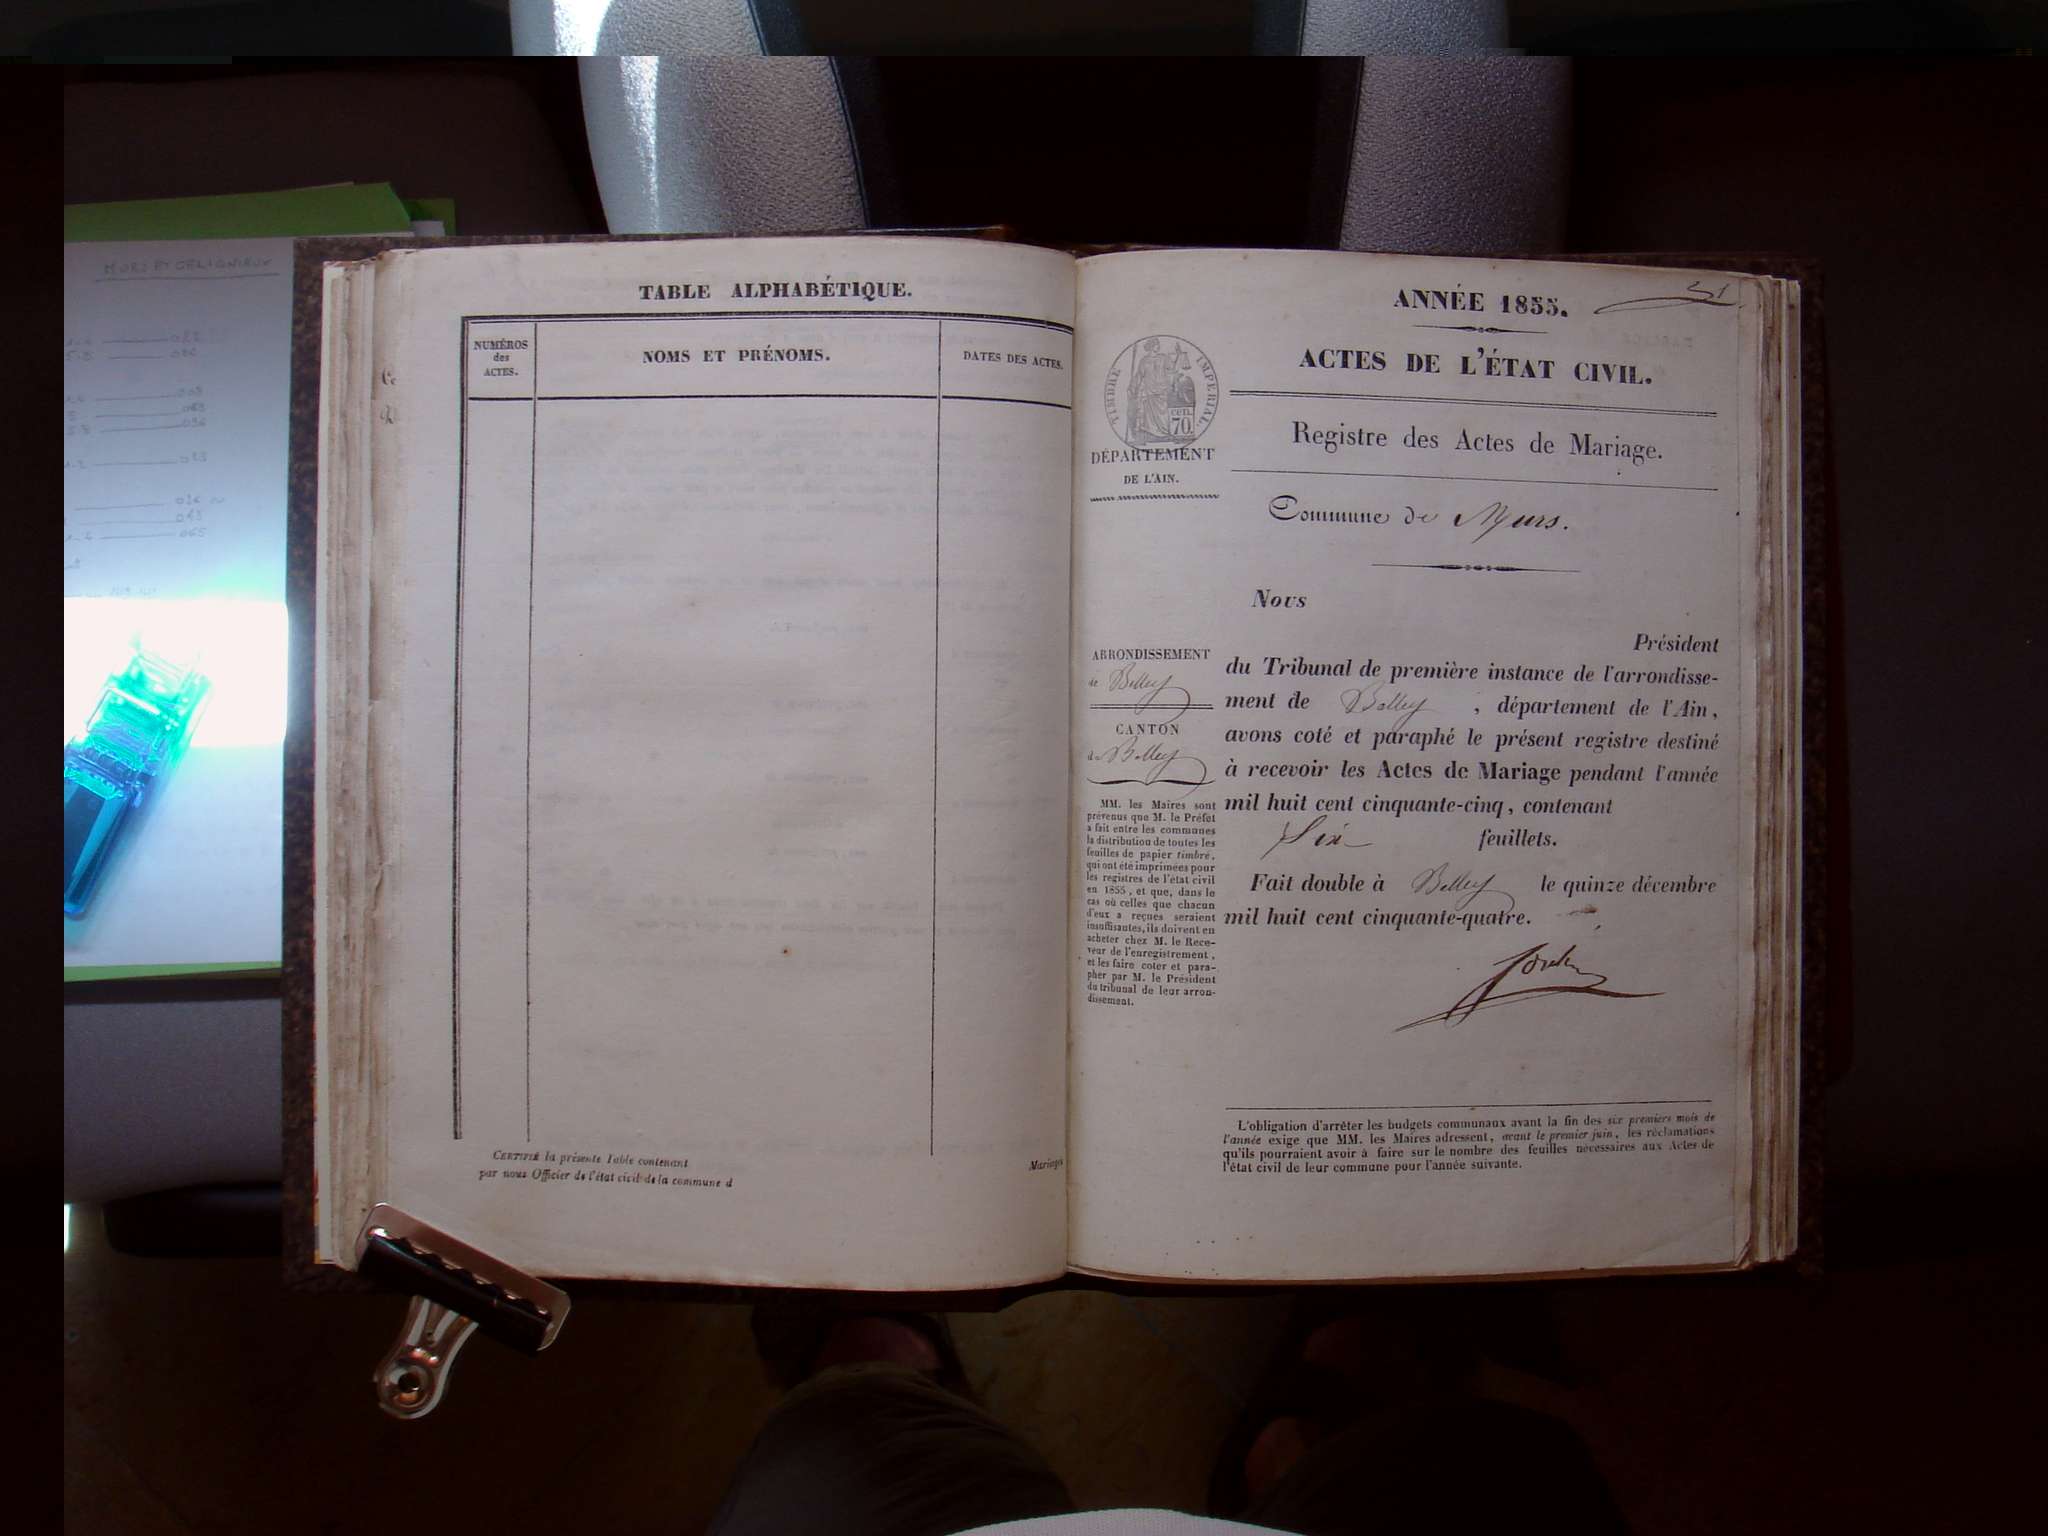 MURS ET GELIGNIEUX
TABLE ALPHABÉTIQUE.
NUMÉROS
des
ACTES.
NOMS ET PRÉNOMS.
DATES DES ACTES.
CERTIFIÉ la présente Table contenant
Mariages
par nous Officier de l'état civil de la commune d
ANNÉE 1855.
ACTES DE L'ÉTAT CIVIL.
TIMBRE IMPÉRIAL.
cen.
70.
DÉPARTEMENT
DE L'AIN.
Registre des Actes de Mariage.
Commune de Murs.
Nous
Président
du Tribunal de première instance de l'arrondisse-
ment de Belley, département de l'Ain,
avons coté et paraphé le présent registre destiné
à recevoir les Actes de Mariage pendant l'année
mil huit cent cinquante-cinq, contenant
Six feuillets.
Fait double à Belley le quinze décembre
mil huit cent cinquante-quatre.
ARRONDISSEMENT
de Belley
CANTON
de Belley
MM. les Maires sont
prévenus que M. le Préfet
a fait entre les communes
la distribution de toutes les
feuilles de papier timbré,
qui ont été imprimées pour
les registres de l'état civil
en 1855, et que, dans le
cas où celles que chacun
d'eux a reçues seraient
insuffisantes, ils doivent en
acheter chez M. le Rece-
veur de l'enregistrement,
et les faire coter et para-
pher par M. le Président
du tribunal de leur arron-
dissement.
L'obligation d'arrêter les budgets communaux avant la fin des six premiers mois de
l'année exige que MM. les Maires adressent, avant le premier juin, les réclamations
qu'ils pourraient avoir à faire sur le nombre des feuilles nécessaires aux Actes de
l'état civil de leur commune pour l'année suivante.